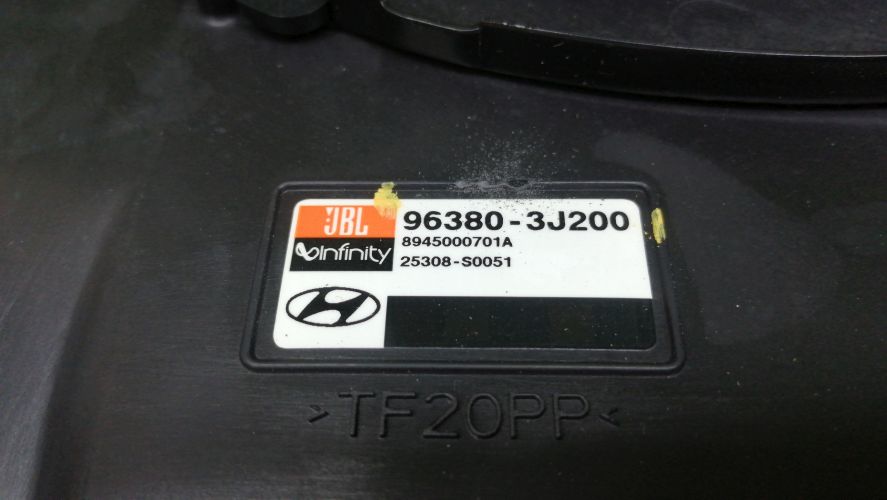 JBL
Infinity
96380-3J200
8945000701A
25308-S0051
>TF20PP<